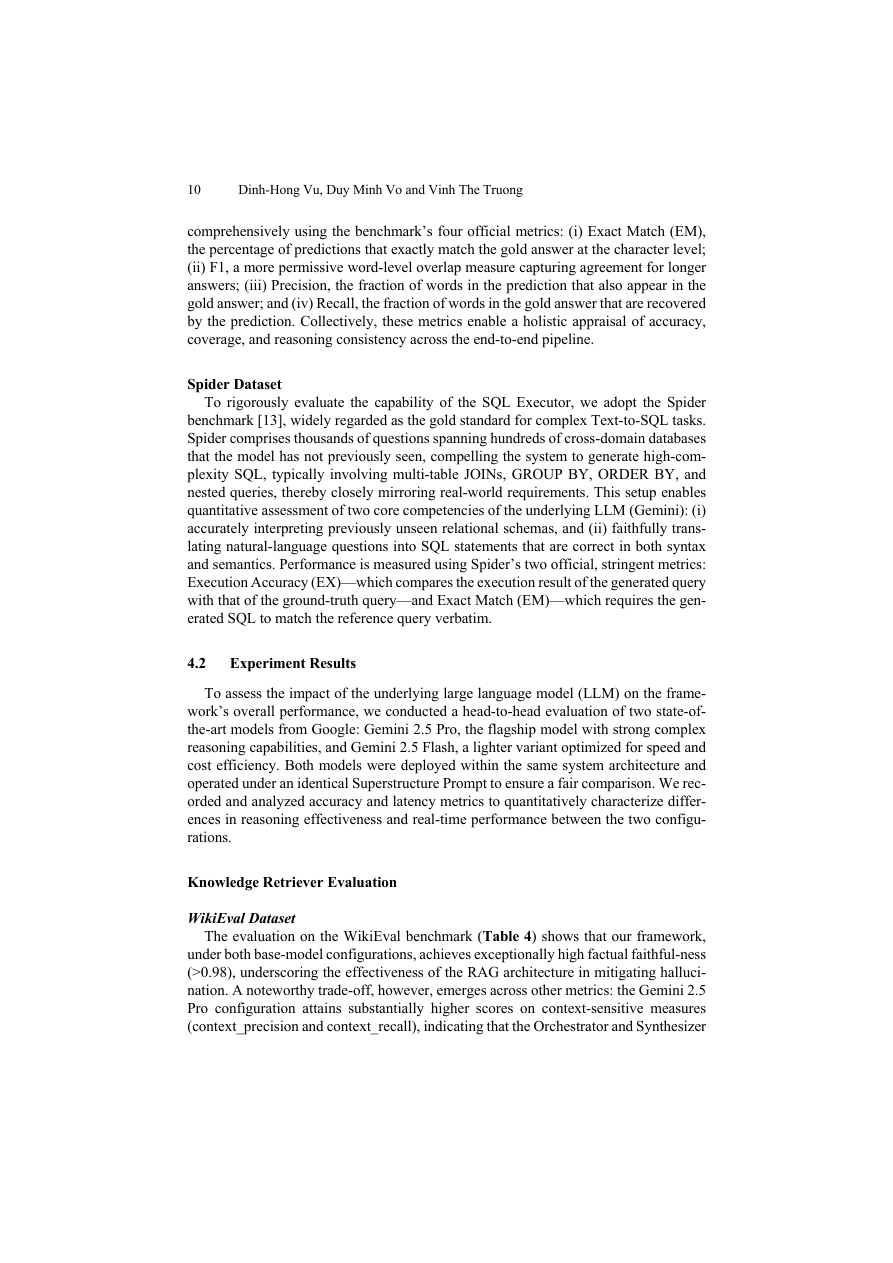 10 Dinh-Hong Vu, Duy Minh Vo and Vinh The Truong
comprehensively using the benchmark’s four official metrics: (i) Exact Match (EM),
the percentage of predictions that exactly match the gold answer at the character level;
(ii) F1, a more permissive word-level overlap measure capturing agreement for longer
answers; (iii) Precision, the fraction of words in the prediction that also appear in the
gold answer; and (iv) Recall, the fraction of words in the gold answer that are recovered
by the prediction. Collectively, these metrics enable a holistic appraisal of accuracy,
coverage, and reasoning consistency across the end-to-end pipeline.
Spider Dataset
To rigorously evaluate the capability of the SQL Executor, we adopt the Spider
benchmark [13], widely regarded as the gold standard for complex Text-to-SQL tasks.
Spider comprises thousands of questions spanning hundreds of cross-domain databases
that the model has not previously seen, compelling the system to generate high-com-
plexity SQL, typically involving multi-table JOINs, GROUP BY, ORDER BY, and
nested queries, thereby closely mirroring real-world requirements. This setup enables
quantitative assessment of two core competencies of the underlying LLM (Gemini): (i)
accurately interpreting previously unseen relational schemas, and (ii) faithfully trans-
lating natural-language questions into SQL statements that are correct in both syntax
and semantics. Performance is measured using Spider’s two official, stringent metrics:
Execution Accuracy (EX)—which compares the execution result of the generated query
with that of the ground-truth query—and Exact Match (EM)—which requires the gen-
erated SQL to match the reference query verbatim.
4.2 Experiment Results
To assess the impact of the underlying large language model (LLM) on the frame-
work’s overall performance, we conducted a head-to-head evaluation of two state-of-
the-art models from Google: Gemini 2.5 Pro, the flagship model with strong complex
reasoning capabilities, and Gemini 2.5 Flash, a lighter variant optimized for speed and
cost efficiency. Both models were deployed within the same system architecture and
operated under an identical Superstructure Prompt to ensure a fair comparison. We rec-
orded and analyzed accuracy and latency metrics to quantitatively characterize differ-
ences in reasoning effectiveness and real-time performance between the two configu-
rations.
Knowledge Retriever Evaluation
WikiEval Dataset
The evaluation on the WikiEval benchmark (Table 4) shows that our framework,
under both base-model configurations, achieves exceptionally high factual faithful-ness
(>0.98), underscoring the effectiveness of the RAG architecture in mitigating halluci-
nation. A noteworthy trade-off, however, emerges across other metrics: the Gemini 2.5
Pro configuration attains substantially higher scores on context-sensitive measures
(context_precision and context_recall), indicating that the Orchestrator and Synthesizer